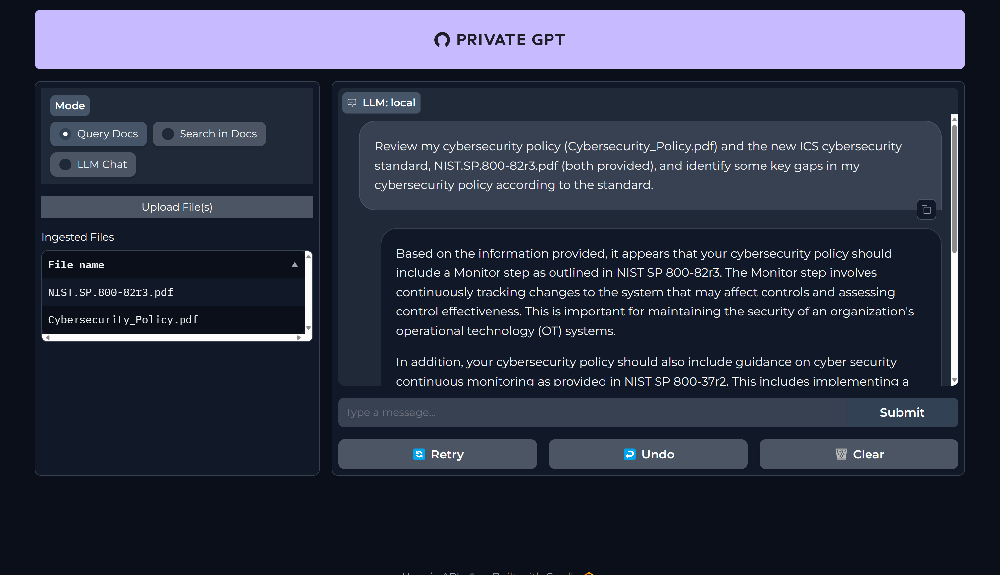 PRIVATE GPT
Mode
Query Docs
Search in Docs
LLM Chat
Upload File(s)
Ingested Files
File name
NIST.SP.800-82r3.pdf
Cybersecurity_Policy.pdf
LLM: local
Review my cybersecurity policy (Cybersecurity_Policy.pdf) and the new ICS cybersecurity
standard, NIST.SP.800-82r3.pdf (both provided), and identify some key gaps in my
cybersecurity policy according to the standard.
Based on the information provided, it appears that your cybersecurity policy should
include a Monitor step as outlined in NIST SP 800-82r3. The Monitor step involves
continuously tracking changes to the system that may affect controls and assessing
control effectiveness. This is important for maintaining the security of an organization's
operational technology (OT) systems.
In addition, your cybersecurity policy should also include guidance on cyber security
continuous monitoring as provided in NIST SP 800-37r2. This includes implementing a
Type a message...
Submit
Retry
Undo
Clear
Use via API
Built with Gradio